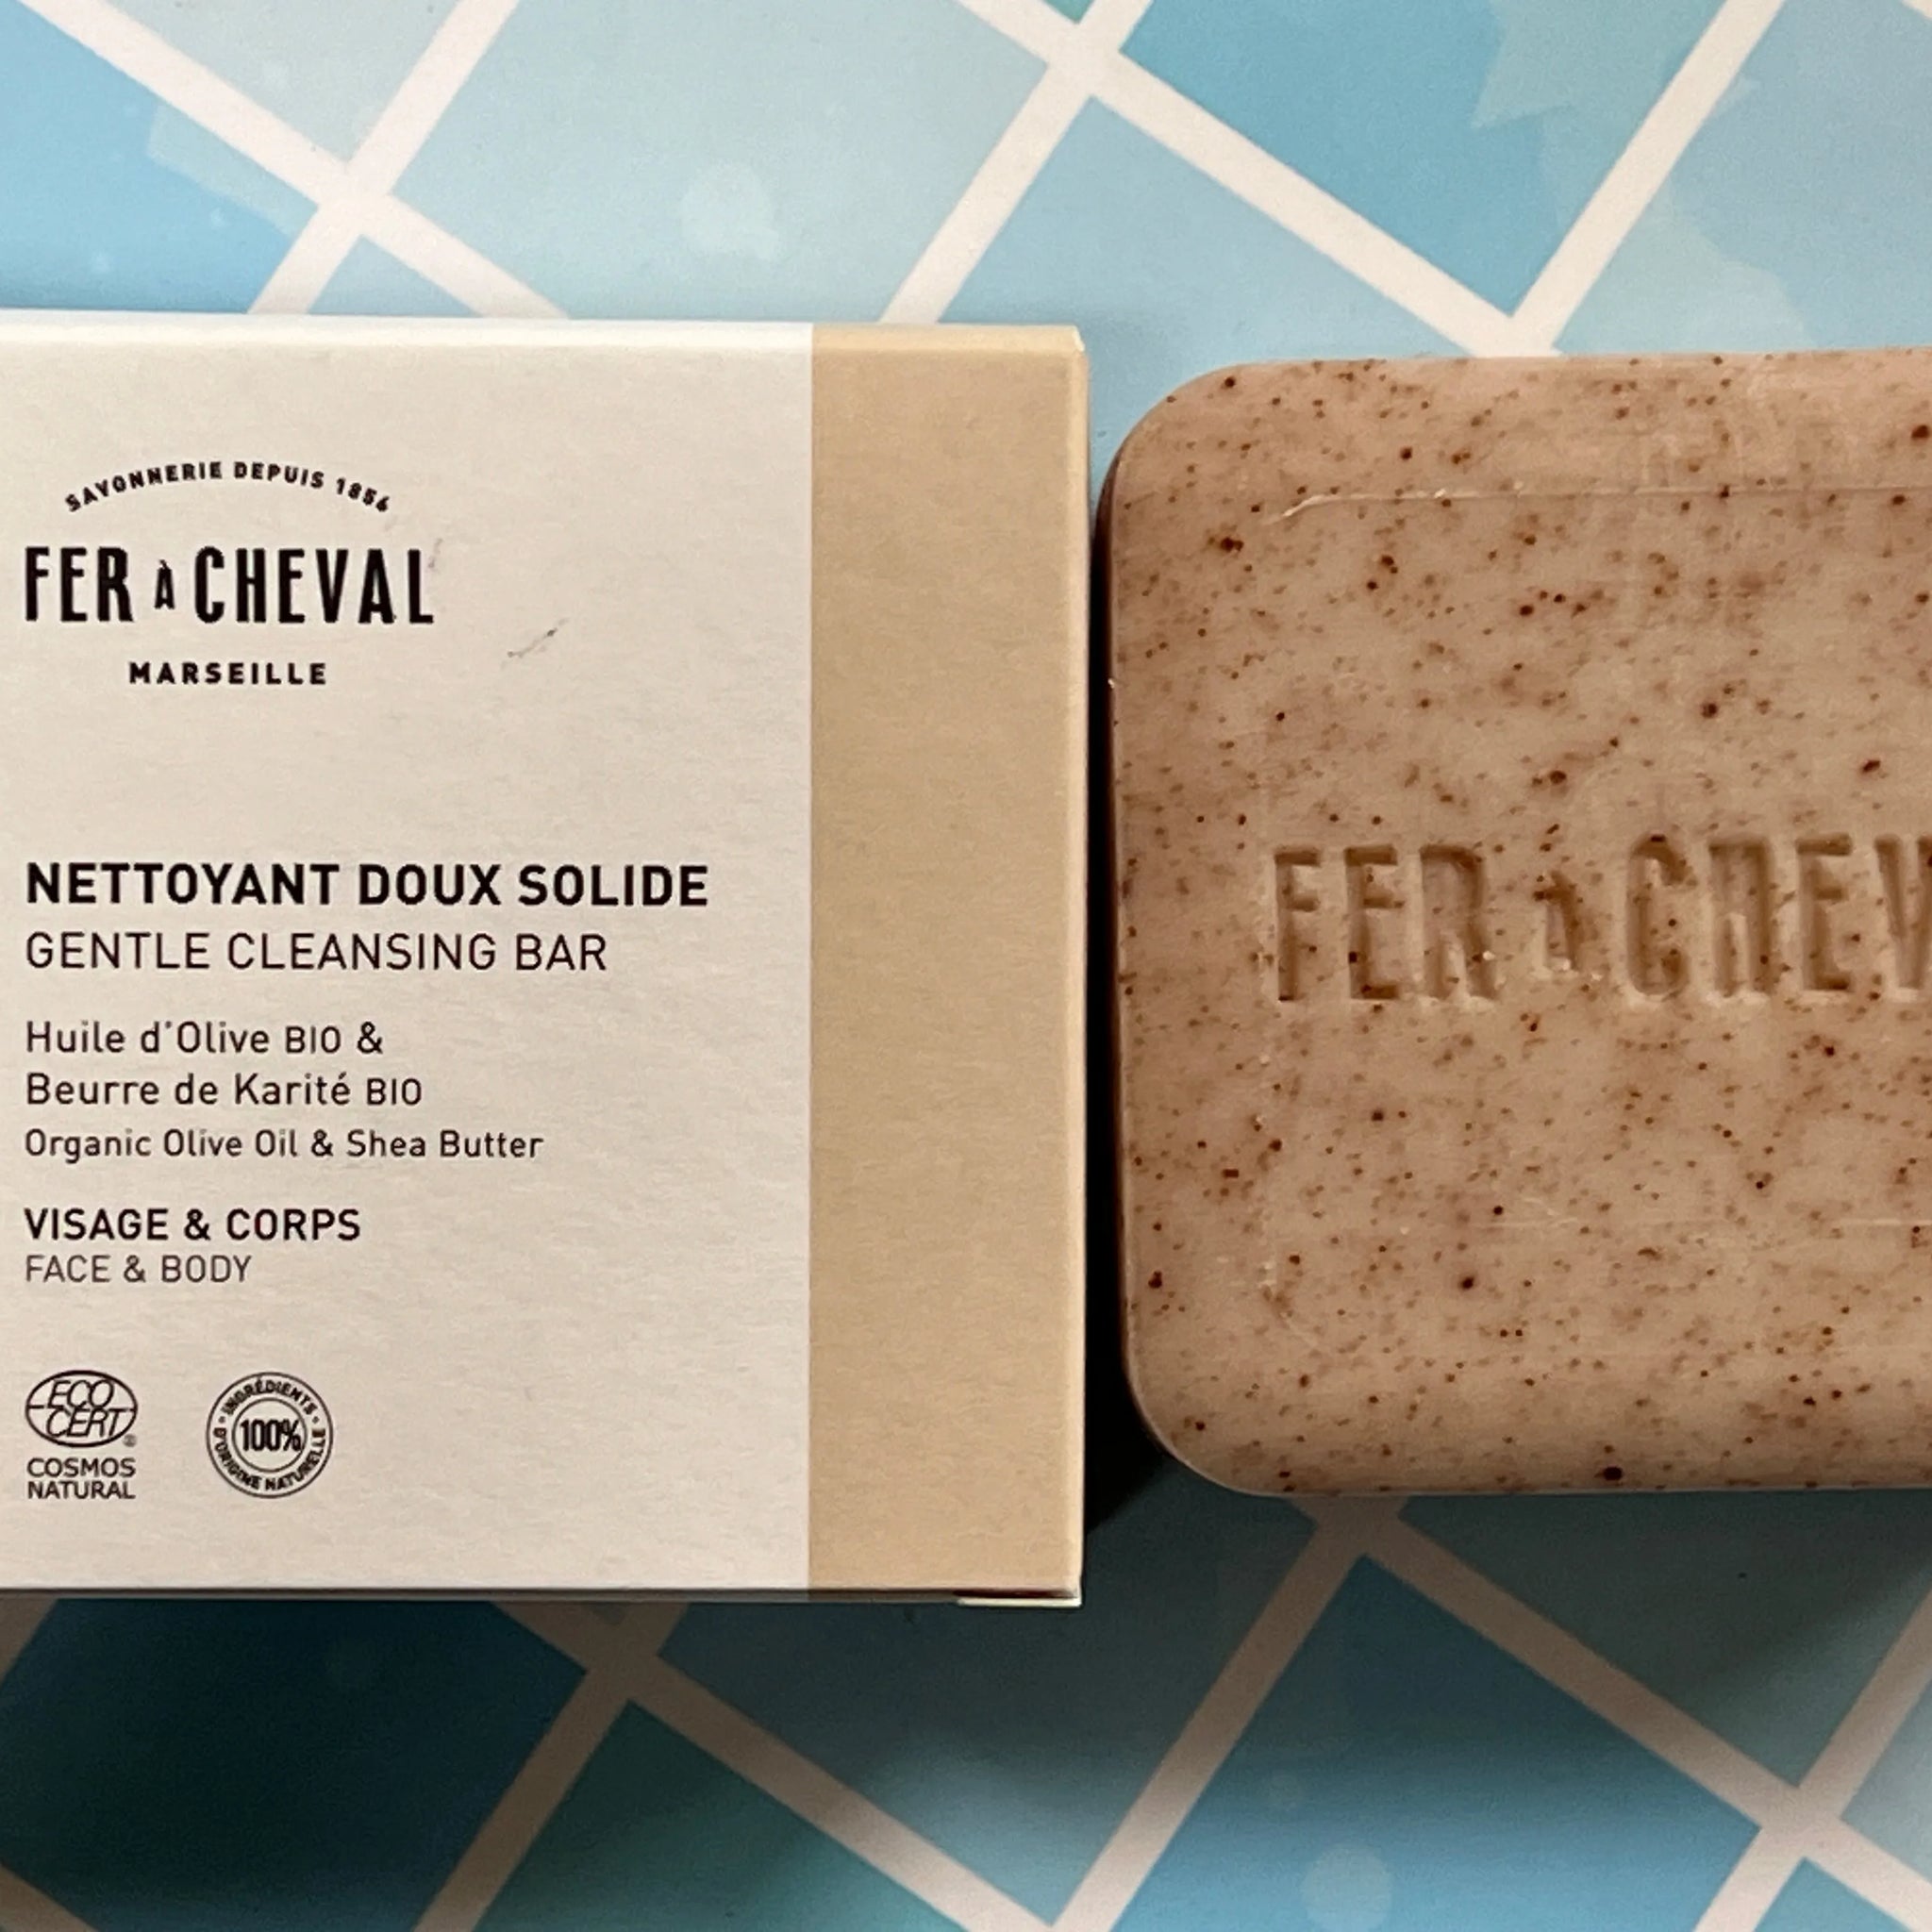 SAVONNERIE DEPUIS 1856
FER À CHEVAL
MARSEILLE
NETTOYANT DOUX SOLIDE
GENTLE CLEANSING BAR
Huile d'Olive BIO &
Beurre de Karité BIO
Organic Olive Oil & Shea Butter
VISAGE & CORPS
FACE & BODY
ECO
CERT®
COSMOS
NATURAL
INGRÉDIENTS
100%
D'ORIGINE NATURELLE
FER À CHEV